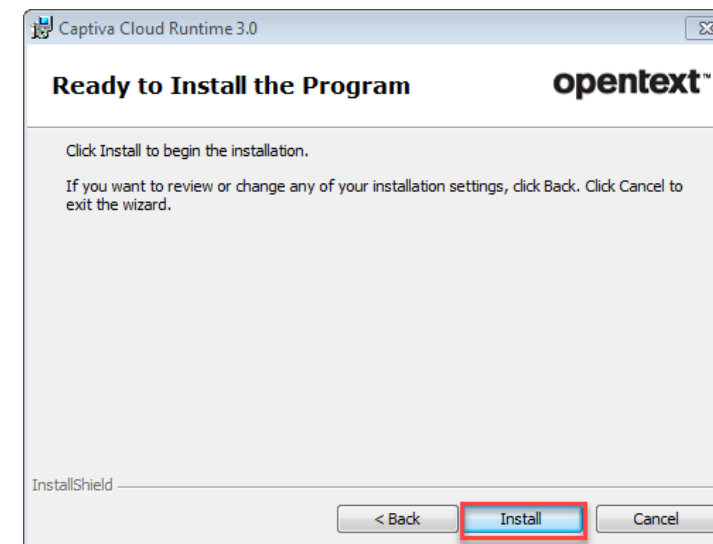 Captiva Cloud Runtime 3.0
Ready to Install the Program
opentext™
Click Install to begin the installation.
If you want to review or change any of your installation settings, click Back. Click Cancel to
exit the wizard.
InstallShield
< Back
Install
Cancel